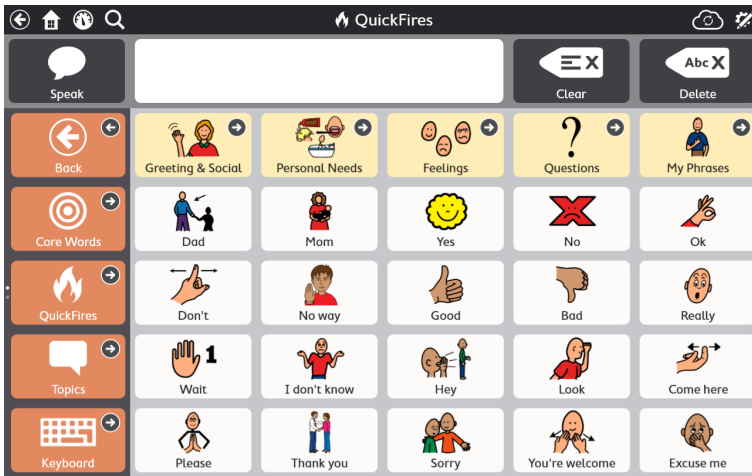 QuickFires
Speak
Clear
Abc X
Delete
Back
Greeting & Social
Personal Needs
Feelings
?
Questions
My Phrases
Core Words
Dad
Mom
Yes
No
Ok
QuickFires
Don't
No way
Good
Bad
Really
Topics
1
Wait
I don't know
Hey
Look
Come here
Keyboard
Please
Thank you
Sorry
You're welcome
Excuse me